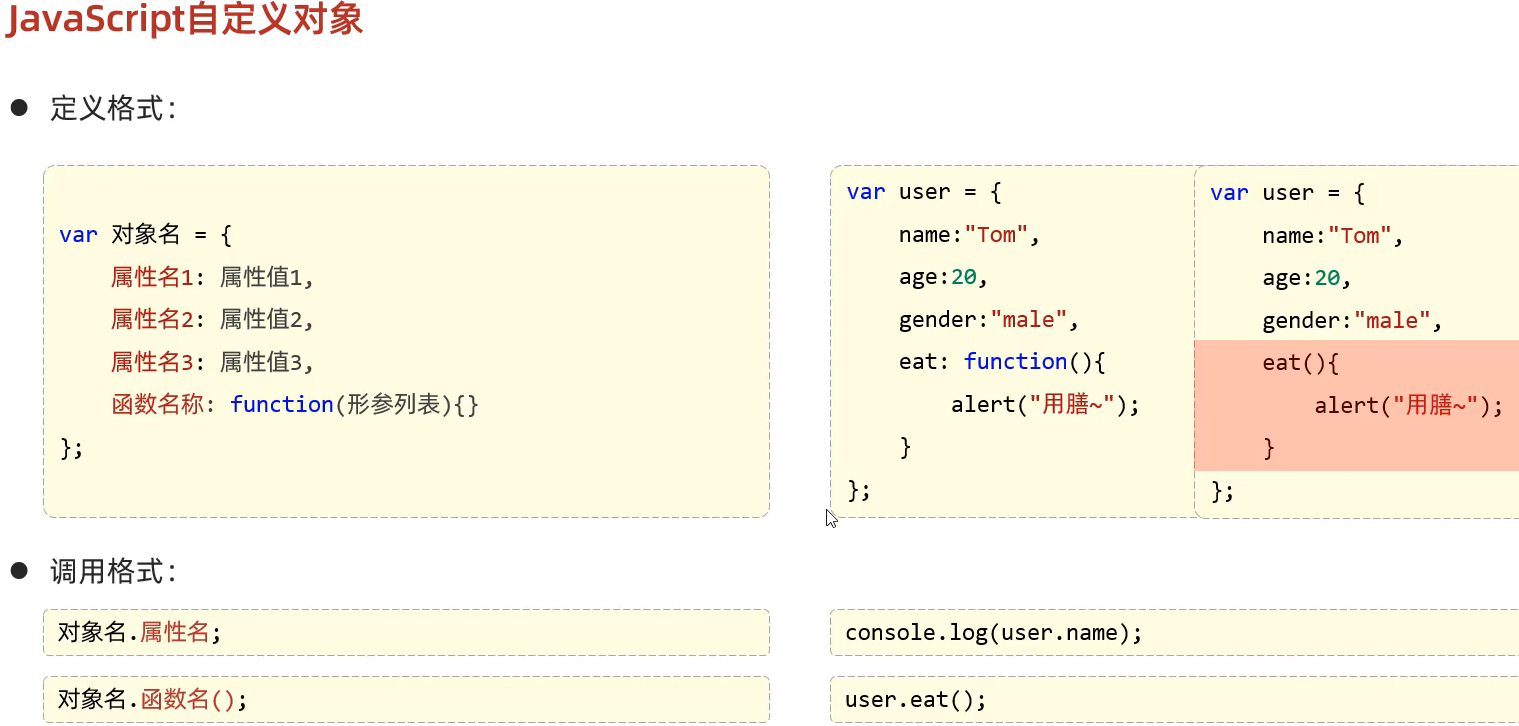 JavaScript自定义对象
定义格式：
var 对象名 = {
属性名1: 属性值1,
属性名2: 属性值2,
属性名3: 属性值3,
函数名称: function(形参列表){}
};
var user = {
name:"Tom",
age:20,
gender:"male",
eat: function(){
alert("用膳~");
}
};
var user = {
name:"Tom",
age:20,
gender:"male",
eat(){
alert("用膳~");
}
};
调用格式：
对象名.属性名;
console.log(user.name);
对象名.函数名();
user.eat();